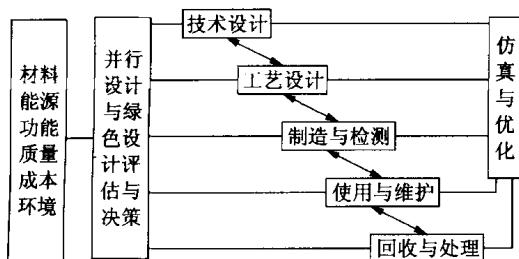 材料
能源
功能
质量
成本
环境
并行
设计
与绿
色设
计评
估与
决策
技术设计
工艺设计
制造与检测
使用与维护
回收与处理
仿真与优化